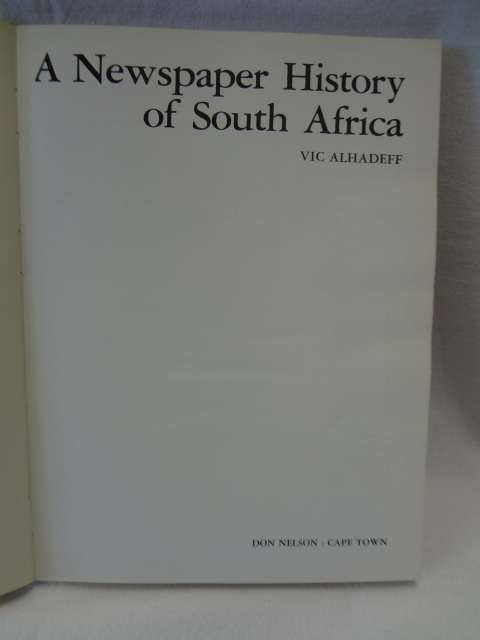 A Newspaper History
of South Africa
VIC ALHADEFF
DON NELSON : CAPE TOWN